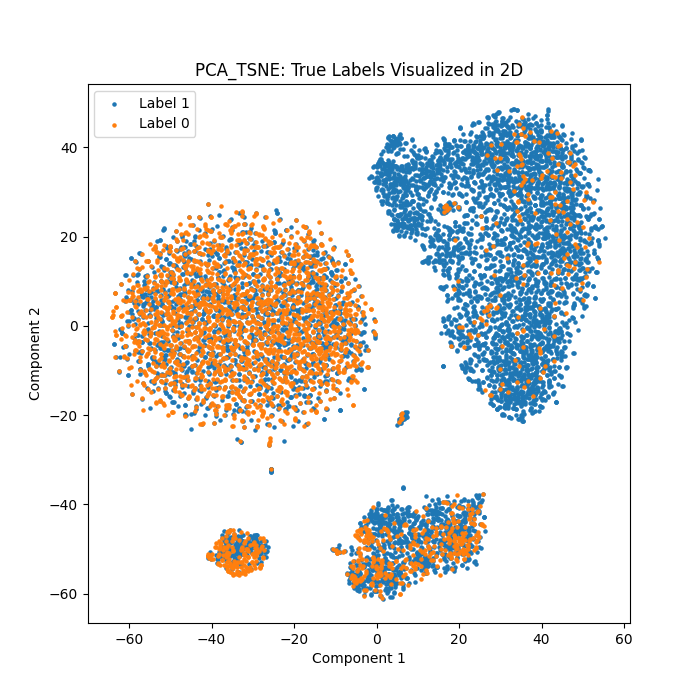 PCA_TSNE: True Labels Visualized in 2D
Label 1
Label 0
40
20
0
−20
−40
−60
−60 −40 −20 0 20 40 60
Component 1
Component 2